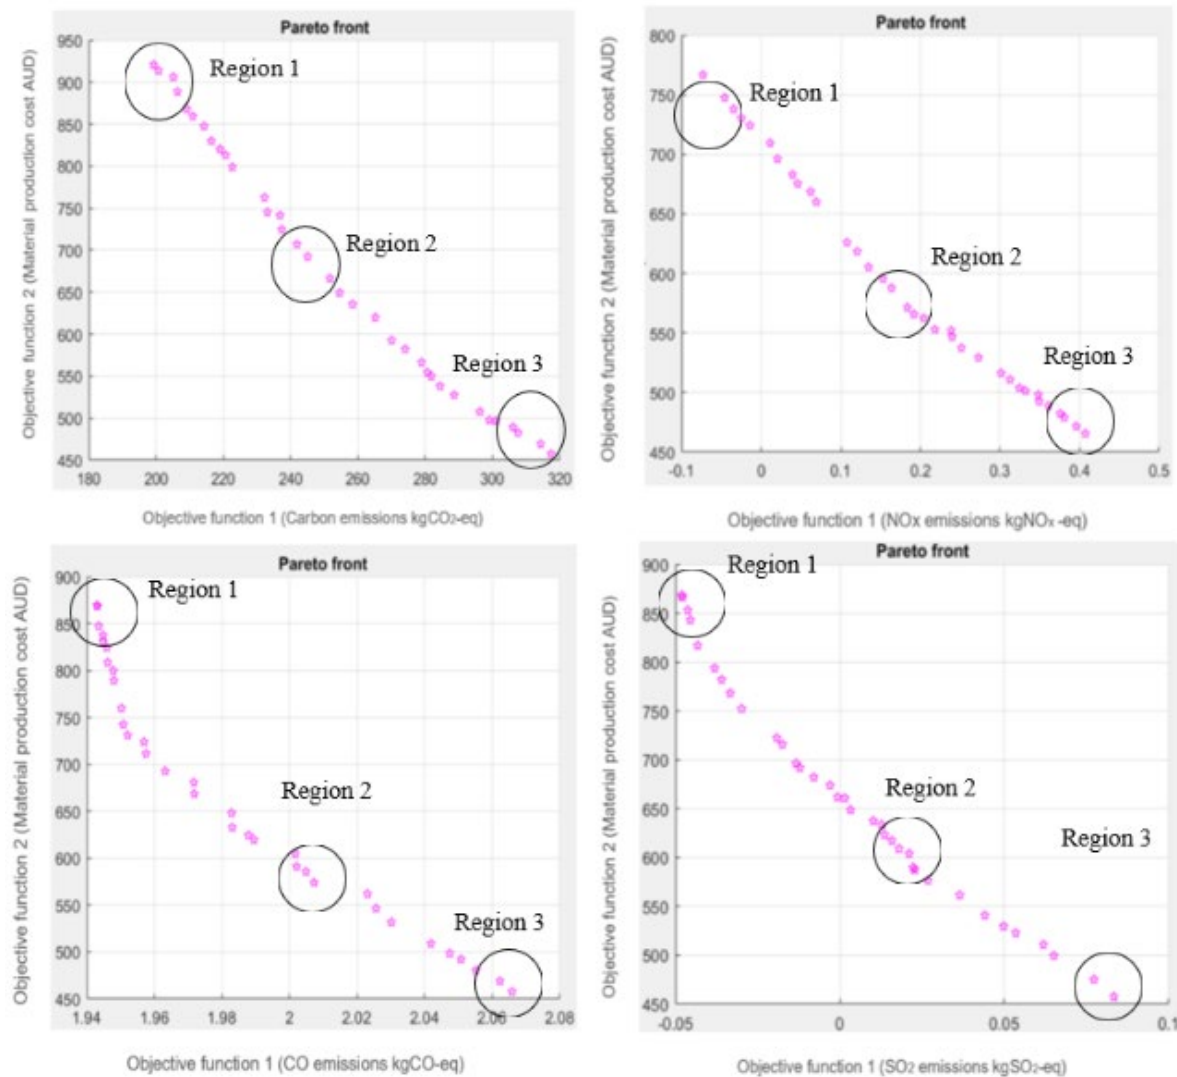 Pareto front
950
900
850
800
750
700
650
600
550
500
450
180 200 220 240 260 280 300 320
Region 1
Region 2
Region 3
Objective function 2 (Material production cost AUD)
Objective function 1 (Carbon emissions kgCO2-eq)
Pareto front
800
750
700
650
600
550
500
450
-0.1 0 0.1 0.2 0.3 0.4 0.5
Region 1
Region 2
Region 3
Objective function 2 (Material production cost AUD)
Objective function 1 (NOx emissions kgNOx -eq)
Pareto front
900
850
800
750
700
650
600
550
500
450
1.94 1.96 1.98 2 2.02 2.04 2.06 2.08
Region 1
Region 2
Region 3
Objective function 2 (Material production cost AUD)
Objective function 1 (CO emissions kgCO-eq)
Pareto front
900
850
800
750
700
650
600
550
500
450
-0.05 0 0.05 0.1
Region 1
Region 2
Region 3
Objective function 2 (Material production cost AUD)
Objective function 1 (SO2 emissions kgSO2-eq)